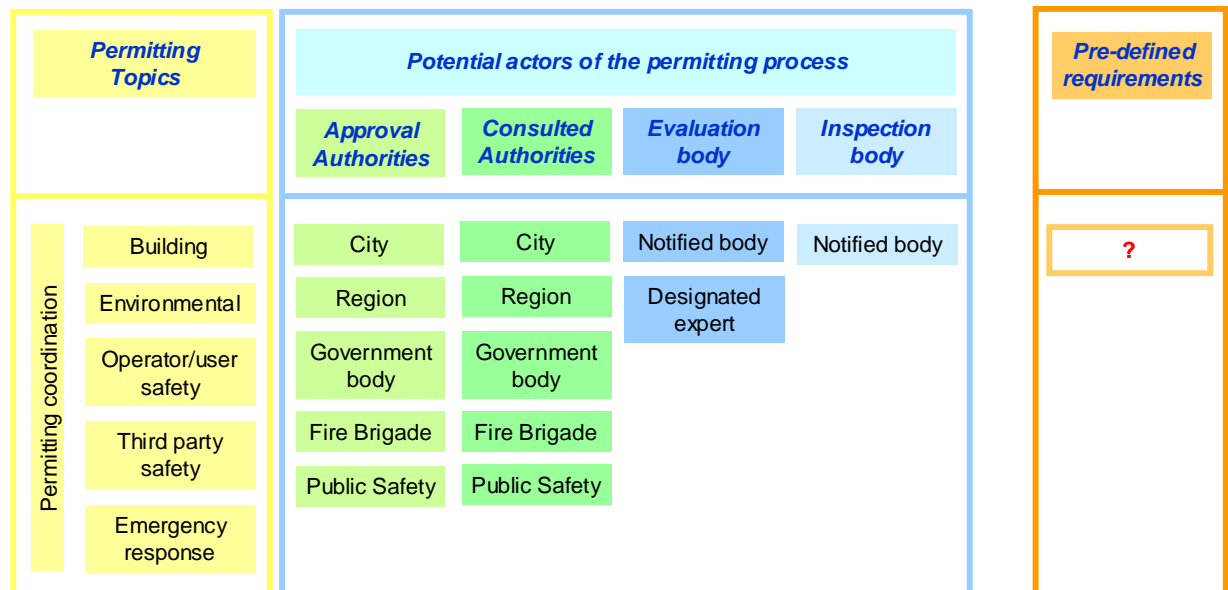 Permitting
Topics
Potential actors of the permitting process
Pre-defined
requirements
Approval
Authorities
Consulted
Authorities
Evaluation
body
Inspection
body
Permitting coordination
Building
Environmental
Operator/user
safety
Third party
safety
Emergency
response
City
Region
Government
body
Fire Brigade
Public Safety
City
Region
Government
body
Fire Brigade
Public Safety
Notified body
Designated
expert
Notified body
?